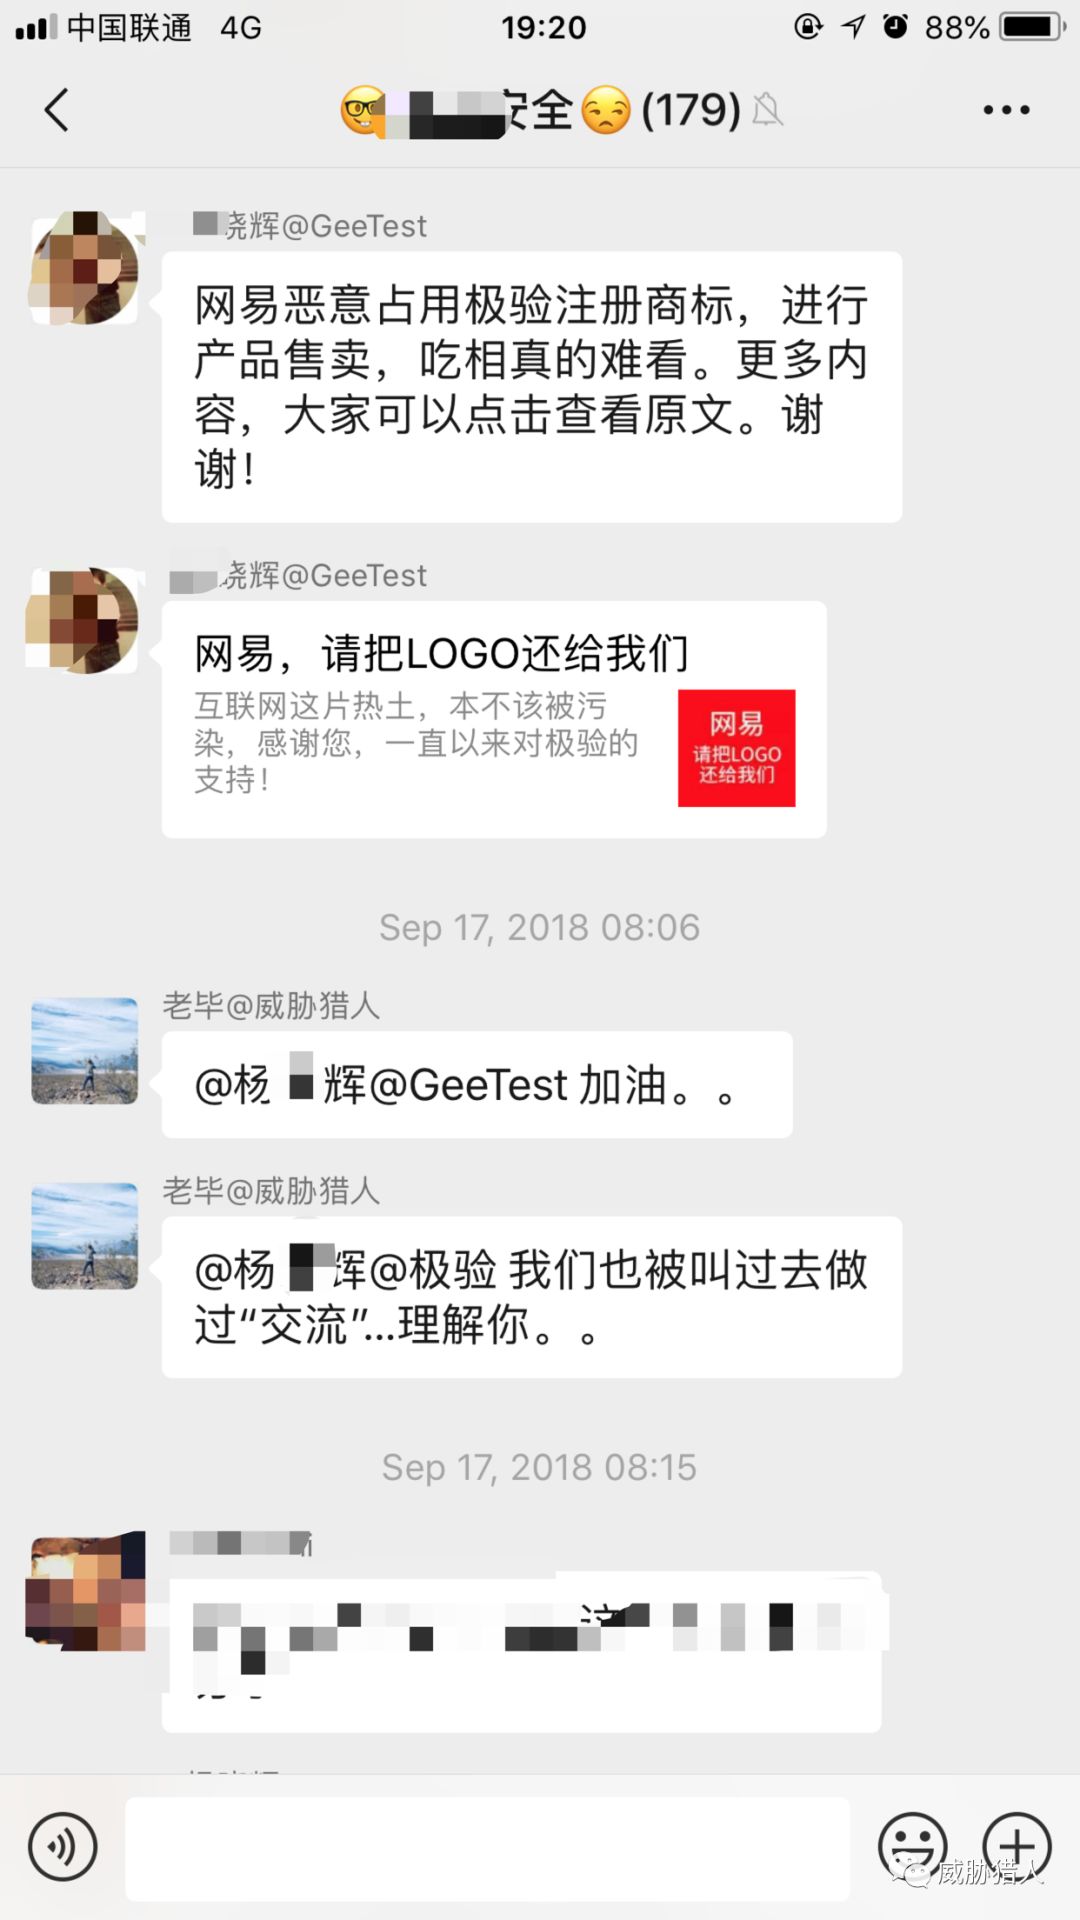 中国联通 4G 19:20 88%
安全 (179)
晓辉@GeeTest
网易恶意占用极验注册商标，进行
产品售卖，吃相真的难看。更多内
容，大家可以点击查看原文。谢
谢！
晓辉@GeeTest
网易，请把LOGO还给我们
互联网这片热土，本不该被污
染，感谢您，一直以来对极验的
支持！
网易
请把LOGO
还给我们
Sep 17, 2018 08:06
老毕@威胁猎人
@杨 辉@GeeTest 加油。。
老毕@威胁猎人
@杨 辉@极验 我们也被叫过去做
过“交流”...理解你。。
Sep 17, 2018 08:15
威胁猎人